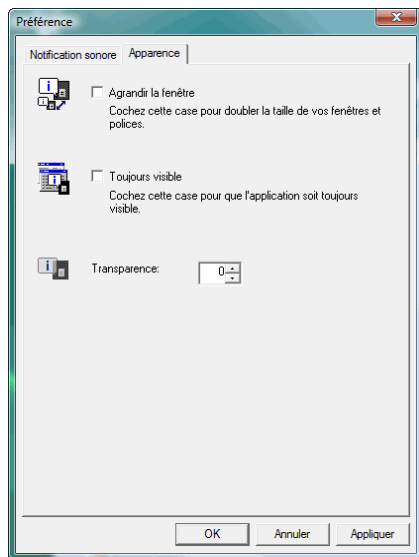 Préférence
Notification sonore
Apparence
Agrandir la fenêtre
Cochez cette case pour doubler la taille de vos fenêtres et
polices.
Toujours visible
Cochez cette case pour que l'application soit toujours
visible.
Transparence:
0
OK
Annuler
Appliquer